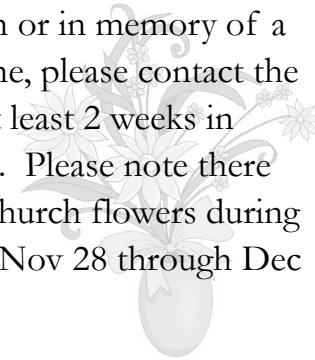 n or in memory of a
ne, please contact the
t least 2 weeks in
. Please note there
hurch flowers during
Nov 28 through Dec